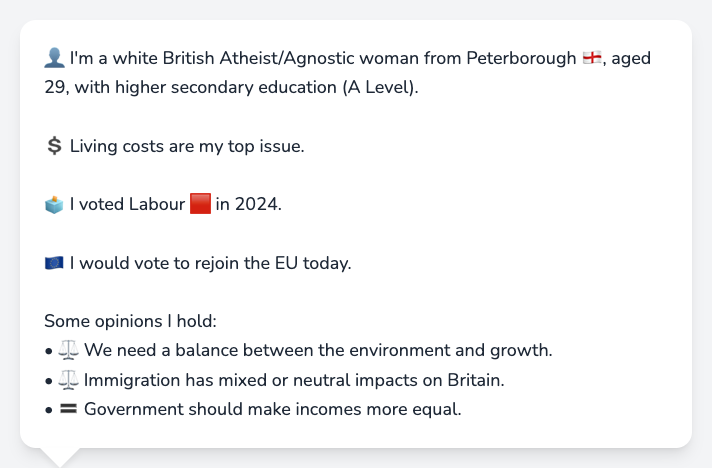 👤 I'm a white British Atheist/Agnostic woman from Peterborough 🏴󠁧󠁢󠁥󠁮󠁧󠁿, aged
29, with higher secondary education (A Level).
💲 Living costs are my top issue.
🗳️ I voted Labour 🟥 in 2024.
🇪🇺 I would vote to rejoin the EU today.
Some opinions I hold:
• ⚖️ We need a balance between the environment and growth.
• ⚖️ Immigration has mixed or neutral impacts on Britain.
• 🟰 Government should make incomes more equal.